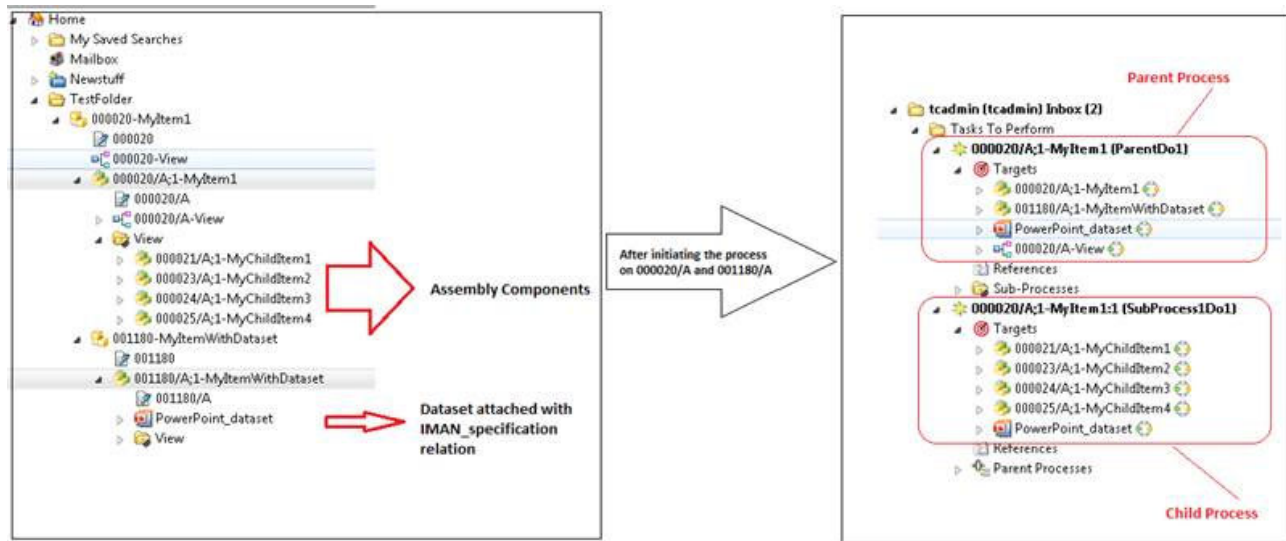 Home
My Saved Searches
Mailbox
Newstuff
TestFolder
000020-MyItem1
000020
000020-View
000020/A;1-MyItem1
000020/A
000020/A-View
View
000021/A;1-MyChildItem1
000023/A;1-MyChildItem2
000024/A;1-MyChildItem3
000025/A;1-MyChildItem4
001180-MyItemWithDataset
001180
001180/A;1-MyItemWithDataset
001180/A
PowerPoint_dataset
View
Assembly Components
Dataset attached with
IMAN_specification
relation
After initiating the process
on 000020/A and 001180/A
Parent Process
tcadmin (tcadmin) Inbox (2)
Tasks To Perform
000020/A;1-MyItem1 (ParentDo1)
Targets
000020/A;1-MyItem1
001180/A;1-MyItemWithDataset
PowerPoint_dataset
000020/A-View
References
Sub-Processes
000020/A;1-MyItem1:1 (SubProcess1Do1)
Targets
000021/A;1-MyChildItem1
000023/A;1-MyChildItem2
000024/A;1-MyChildItem3
000025/A;1-MyChildItem4
PowerPoint_dataset
References
Parent Processes
Child Process